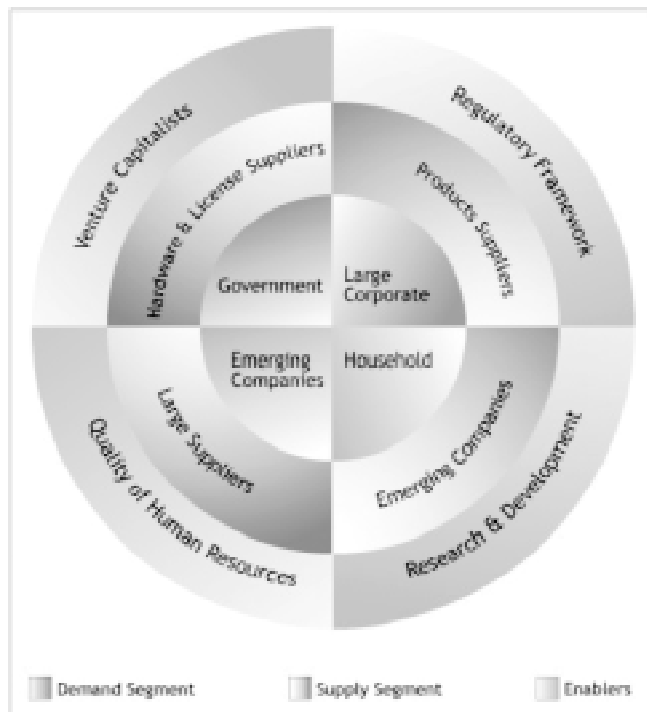 Venture Capitalists
Regulatory Framework
Hardware & License Suppliers
Products Suppliers
Government
Large
Corporate
Emerging
Companies
Household
Large Suppliers
Emerging Companies
Quality of Human Resources
Research & Development
Demand Segment
Supply Segment
Enablers